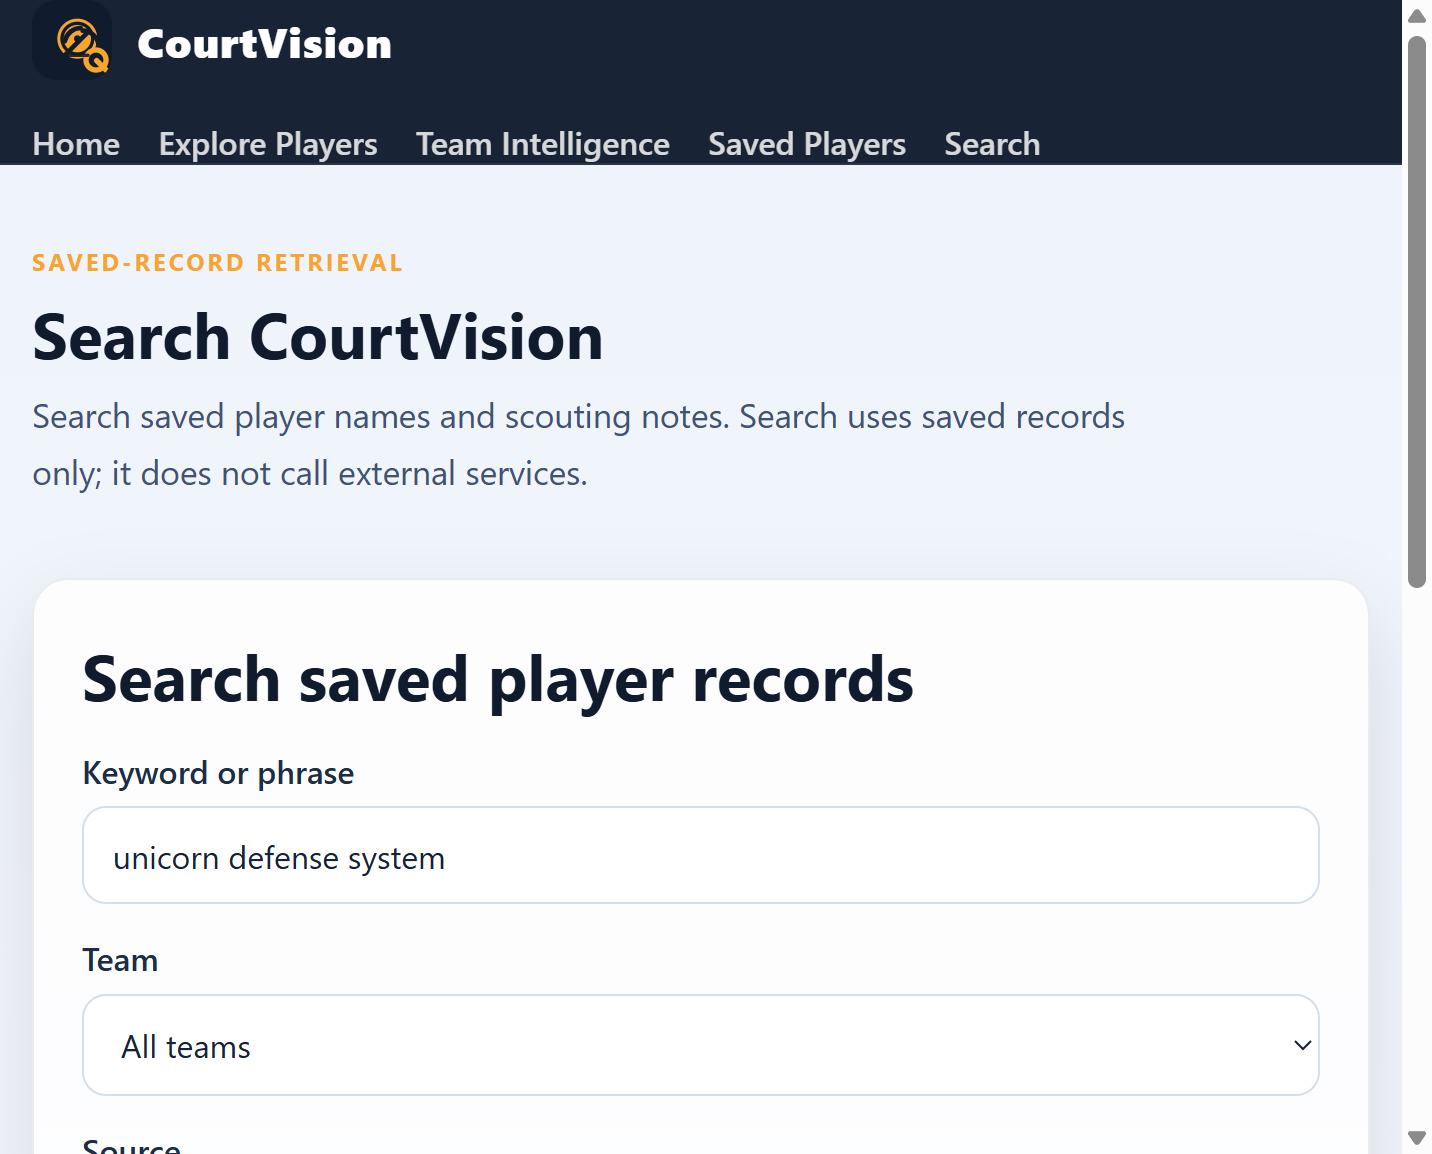 CourtVision
Home Explore Players Team Intelligence Saved Players Search
SAVED-RECORD RETRIEVAL
Search CourtVision
Search saved player names and scouting notes. Search uses saved records
only; it does not call external services.
Search saved player records
Keyword or phrase
unicorn defense system
Team
All teams
Source